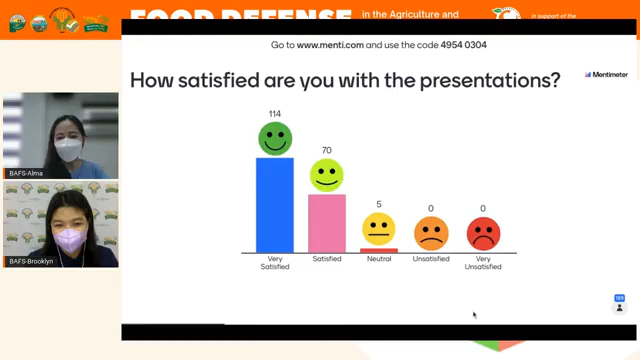 FOOD DEFENSE
in the Agriculture and
in support of the
Go to www.menti.com and use the code 4954 0304
How satisfied are you with the presentations?
Mentimeter
114
70
5
0
0
Very
Satisfied
Satisfied
Neutral
Unsatisfied
Very
Unsatisfied
BAFS-Alma
BAFS-Brooklyn
189